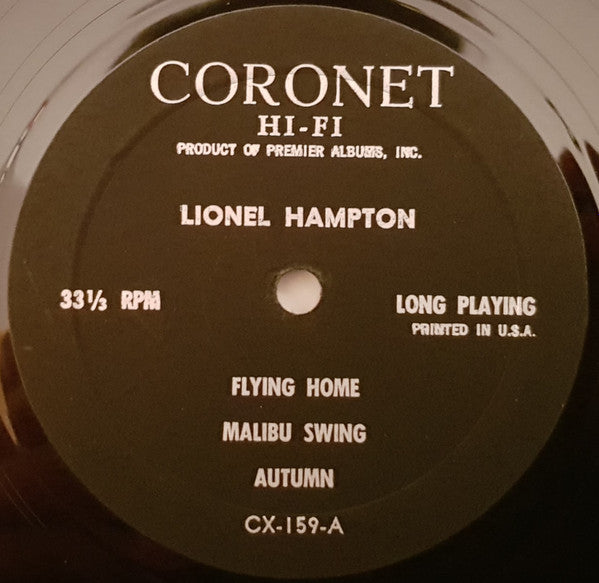 CORONET
HI-FI
PRODUCT OF PREMIER ALBUMS, INC.
LIONEL HAMPTON
33⅓ RPM
LONG PLAYING
PRINTED IN U.S.A.
FLYING HOME
MALIBU SWING
AUTUMN
CX-159-A